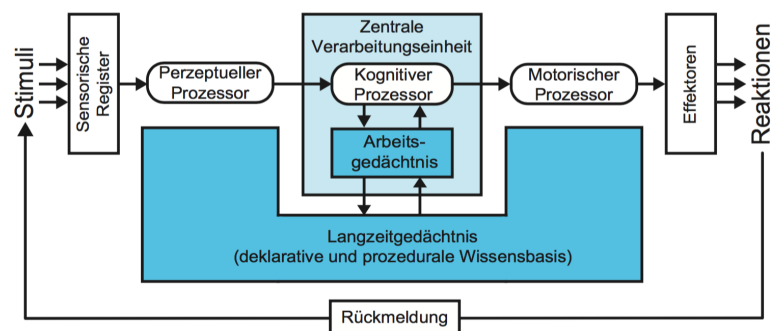 Stimuli
Sensorische
Register
Perzeptueller
Prozessor
Zentrale
Verarbeitungseinheit
Kognitiver
Prozessor
Arbeits-
gedächtnis
Motorischer
Prozessor
Effektoren
Reaktionen
Langzeitgedächtnis
(deklarative und prozedurale Wissensbasis)
Rückmeldung